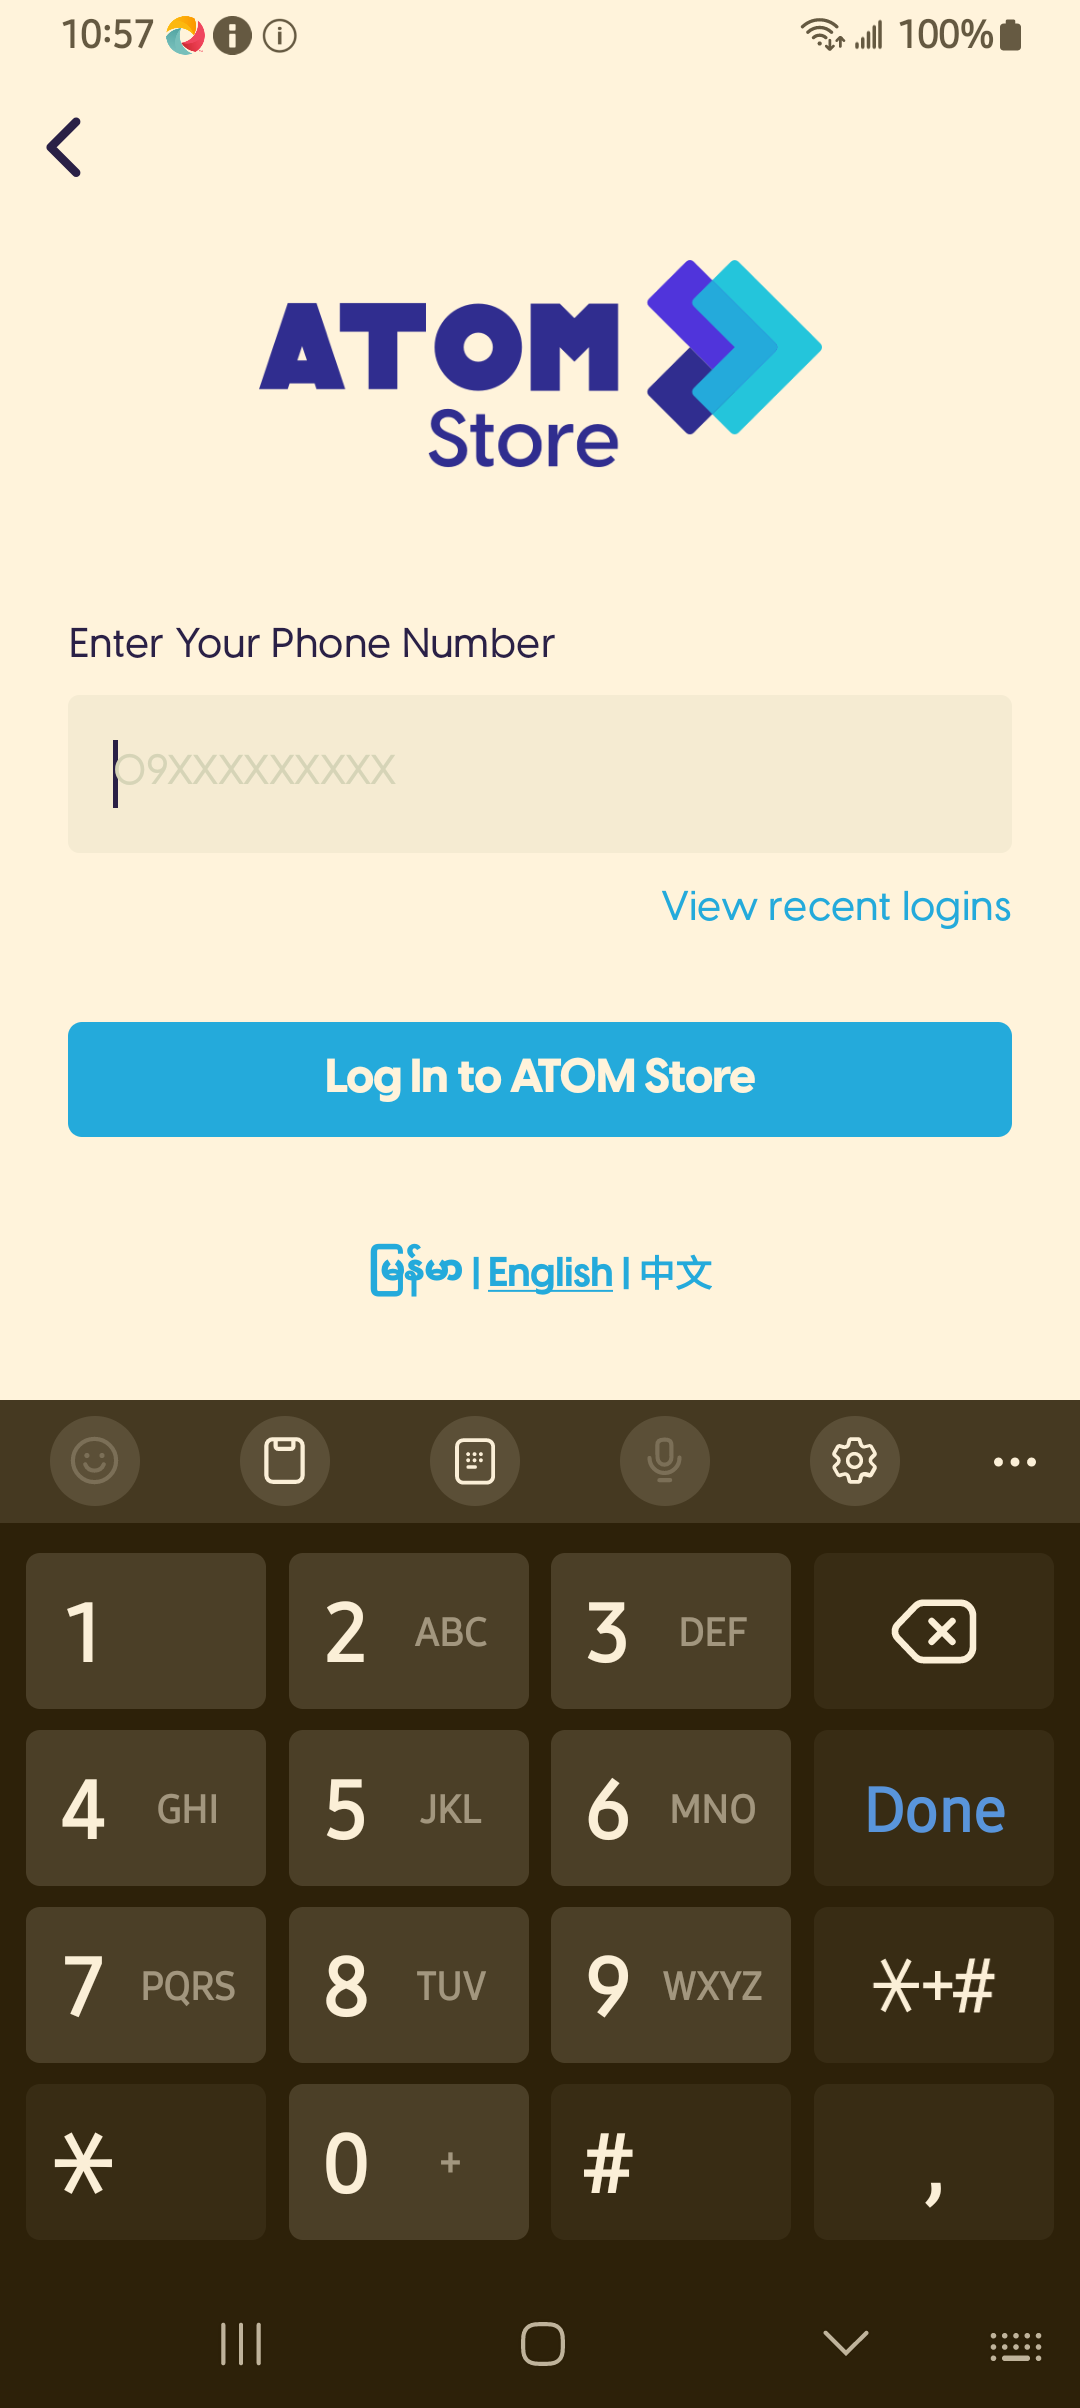 10:57 100%
ATOM
Store
Enter Your Phone Number
09XXXXXXXXX
View recent logins
Log In to ATOM Store
မြန်မာ | English | 中文
1 2 ABC 3 DEF
4 GHI 5 JKL 6 MNO Done
7 PQRS 8 TUV 9 WXYZ *+#
* 0 + # ,